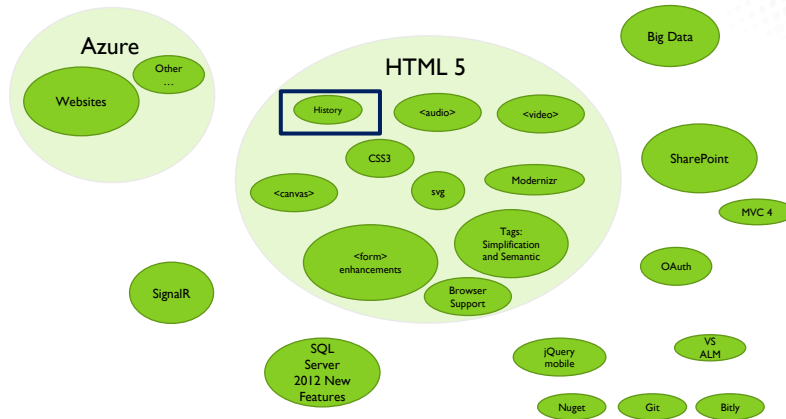 Azure
Other
…
Websites
HTML 5
History
<audio>
<video>
CSS3
<canvas>
svg
Modernizr
Tags:
Simplification
and Semantic
<form>
enhancements
Browser
Support
Big Data
SharePoint
MVC 4
OAuth
SignalR
SQL
Server
2012 New
Features
jQuery
mobile
VS
ALM
Nuget
Git
Bitly